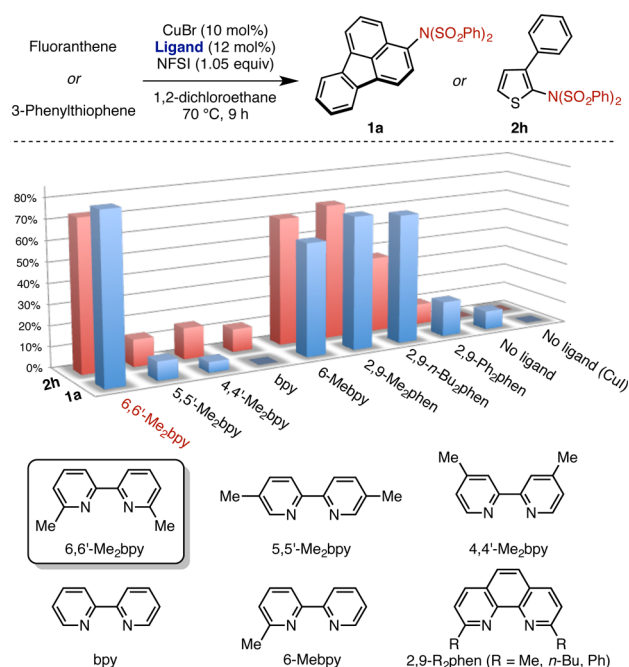 Fluoranthene
or
3-Phenylthiophene
CuBr (10 mol%)
Ligand (12 mol%)
NFSI (1.05 equiv)
1,2-dichloroethane
70 °C, 9 h
N(SO₂Ph)₂
1a
or
S
N(SO₂Ph)₂
2h
80%
70%
60%
50%
40%
30%
20%
10%
0%
2h
1a
6,6'-Me₂bpy
5,5'-Me₂bpy
4,4'-Me₂bpy
bpy
6-Mebpy
2,9-Me₂phen
2,9-n-Bu₂phen
2,9-Ph₂phen
No ligand
No ligand (CuI)
N N
Me Me
6,6'-Me₂bpy
Me Me
N N
5,5'-Me₂bpy
Me Me
N N
4,4'-Me₂bpy
N N
bpy
N N
Me
6-Mebpy
N N
R R
2,9-R₂phen (R = Me, n-Bu, Ph)